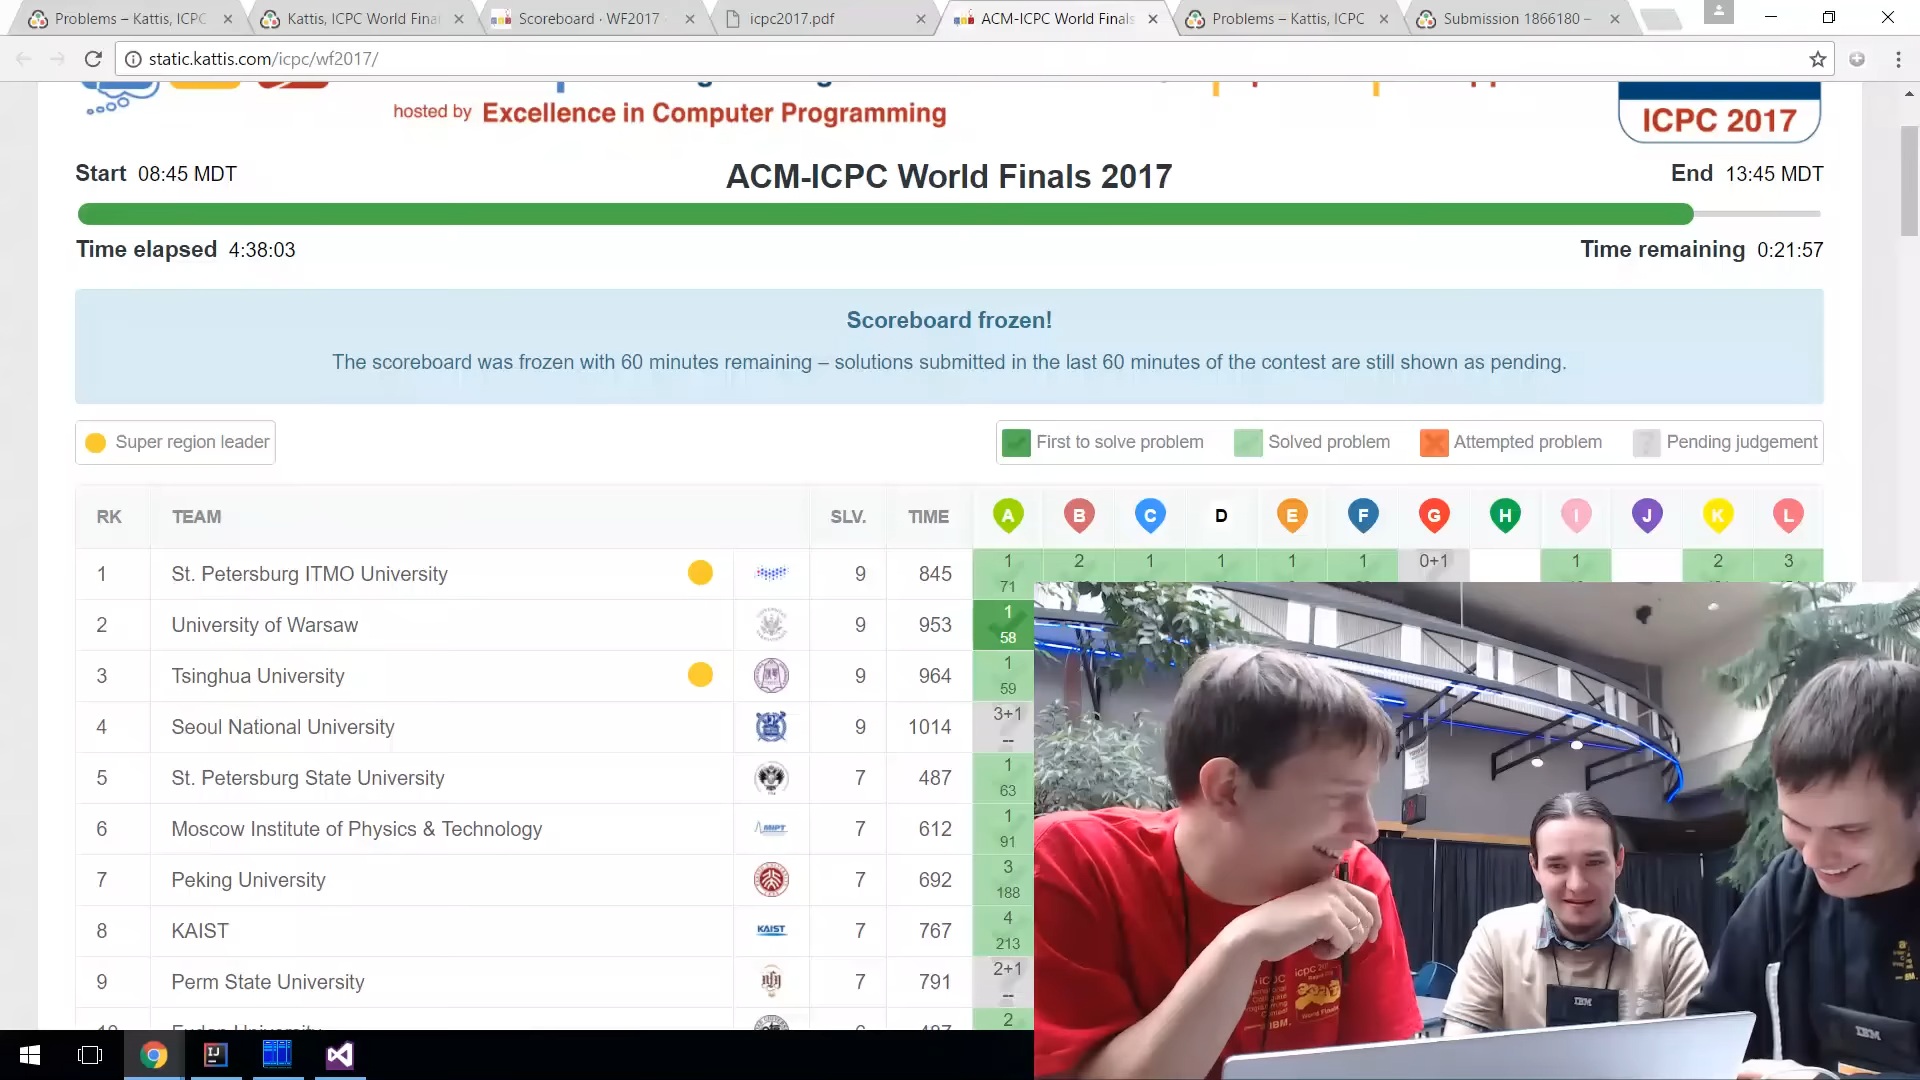 Problems – Kattis, ICPC
Kattis, ICPC World Final
Scoreboard · WF2017
icpc2017.pdf
ACM-ICPC World Finals
Problems – Kattis, ICPC
Submission 1866180 –
static.kattis.com/icpc/wf2017/
hosted by Excellence in Computer Programming
ICPC 2017
Start 08:45 MDT
ACM-ICPC World Finals 2017
End 13:45 MDT
Time elapsed 4:38:03
Time remaining 0:21:57
Scoreboard frozen!
The scoreboard was frozen with 60 minutes remaining – solutions submitted in the last 60 minutes of the contest are still shown as pending.
Super region leader
First to solve problem
Solved problem
Attempted problem
Pending judgement
RK TEAM SLV. TIME A B C D E F G H I J K L
1 St. Petersburg ITMO University 9 845 1 2 1 1 1 1 0+1 1 2 3
71
2 University of Warsaw 9 953 1
58
3 Tsinghua University 9 964 1
59
4 Seoul National University 9 1014 3+1
--
5 St. Petersburg State University 7 487 1
63
6 Moscow Institute of Physics & Technology MIPT 7 612 1
91
7 Peking University 7 692 3
188
8 KAIST KAIST 7 767 4
213
9 Perm State University 7 791 2+1
--
2
icpc
World Finals
IBM.
IBM
IBM
IJ